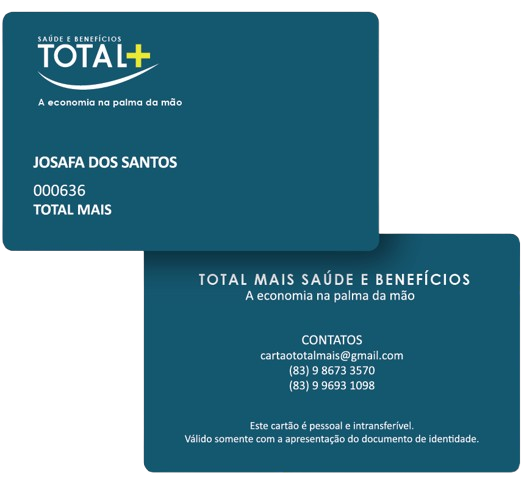 SAÚDE E BENEFÍCIOS
TOTAL+
A economia na palma da mão
JOSAFA DOS SANTOS
000636
TOTAL MAIS
TOTAL MAIS SAÚDE E BENEFÍCIOS
A economia na palma da mão
CONTATOS
cartaototalmais@gmail.com
(83) 9 8673 3570
(83) 9 9693 1098
Este cartão é pessoal e intransferível.
Válido somente com a apresentação do documento de identidade.